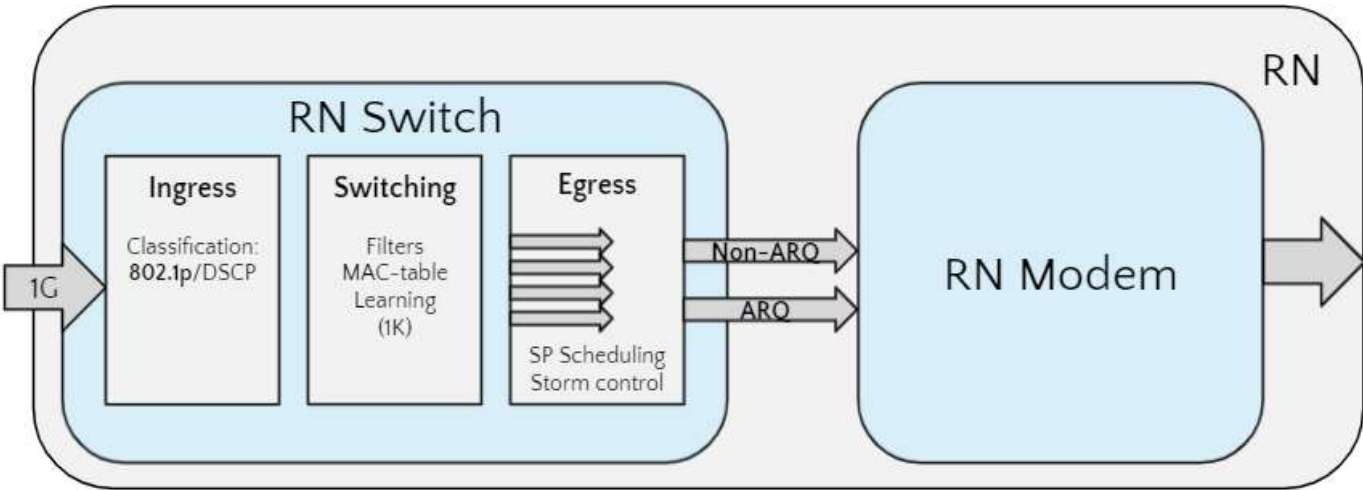 RN
RN Switch
Ingress
Classification:
802.1p/DSCP
Switching
Filters
MAC-table
Learning
(1K)
Egress
SP Scheduling
Storm control
1G
Non-ARQ
ARQ
RN Modem